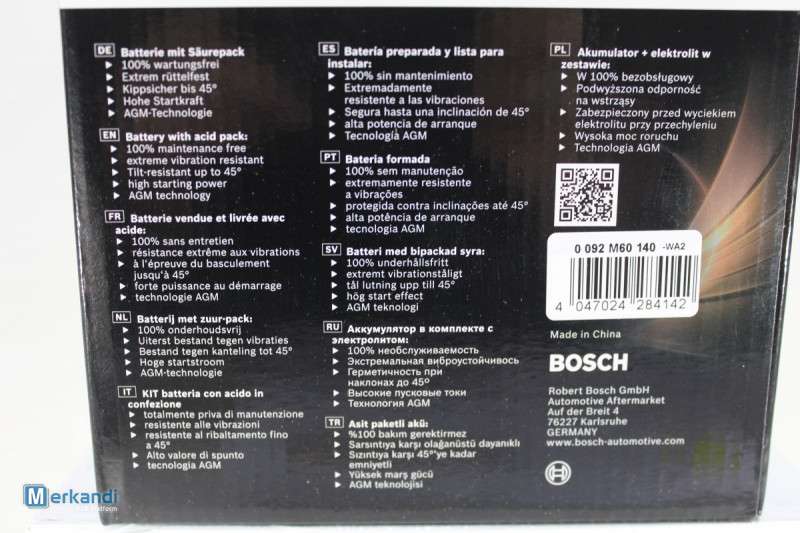 DE Batterie mit Säurepack
100% wartungsfrei
Extrem rüttelfest
Kippsicher bis 45°
Hohe Startkraft
AGM-Technologie
EN Battery with acid pack:
100% maintenance free
extreme vibration resistant
Tilt-resistant up to 45°
high starting power
AGM technology
FR Batterie vendue et livrée avec
acide:
100% sans entretien
résistance extrême aux vibrations
à l'épreuve du basculement
jusqu'à 45°
forte puissance au démarrage
technologie AGM
NL Batterij met zuur-pack:
100% onderhoudsvrij
Uiterst bestand tegen vibraties
Bestand tegen kanteling tot 45°
Hoge startstroom
AGM-technologie
IT KIT batteria con acido in
confezione
totalmente priva di manutenzione
resistente alle vibrazioni
resistente al ribaltamento fino
a 45°
Alto valore di spunto
tecnologia AGM
ES Batería preparada y lista para
instalar:
100% sin mantenimiento
Extremadamente
resistente a las vibraciones
Segura hasta una inclinación de 45°
alta potencia de arranque
Tecnología AGM
PT Bateria formada
100% sem manutenção
extremamente resistente
a vibrações
protegida contra inclinações até 45°
alta potência de arranque
tecnologia AGM
SV Batteri med bipackad syra:
100% underhållsfritt
extremt vibrationståligt
tål lutning upp till 45°
hög start effect
AGM teknologi
RU Аккумулятор в комплекте с
электролитом:
100% необслуживаемость
Экстремальная виброустойчивось
Герметичность при
наклонах до 45°
Высокие пусковые токи
Технология AGM
TR Asit paketli akü:
%100 bakım gerektirmez
Sarsıntıya karşı olağanüstü dayanıklı
Sızıntıya karşı 45°'ye kadar
emniyetli
Yüksek marş gücü
AGM teknolojisi
PL Akumulator + elektrolit w
zestawie:
W 100% bezobsługowy
Podwyższona odporność
na wstrząsy
Zabezpieczony przed wyciekiem
elektrolitu przy przechyleniu
Wysoka moc roruchu
Technologia AGM
0 092 M60 140 -WA2
4 047024 284142
Made in China
BOSCH
Robert Bosch GmbH
Automotive Aftermarket
Auf der Breit 4
76227 Karlsruhe
GERMANY
www.bosch-automotive.com
Merkandi
B2B Platform